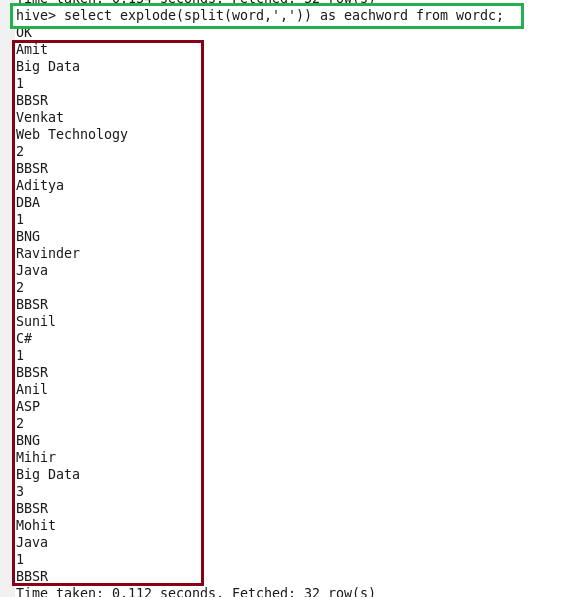 Time taken: 0.154 seconds, Fetched: 32 row(s)
hive> select explode(split(word,',')) as eachword from wordc;
OK
Amit
Big Data
1
BBSR
Venkat
Web Technology
2
BBSR
Aditya
DBA
1
BNG
Ravinder
Java
2
BBSR
Sunil
C#
1
BBSR
Anil
ASP
2
BNG
Mihir
Big Data
3
BBSR
Mohit
Java
1
BBSR
Time taken: 0.112 seconds, Fetched: 32 row(s)